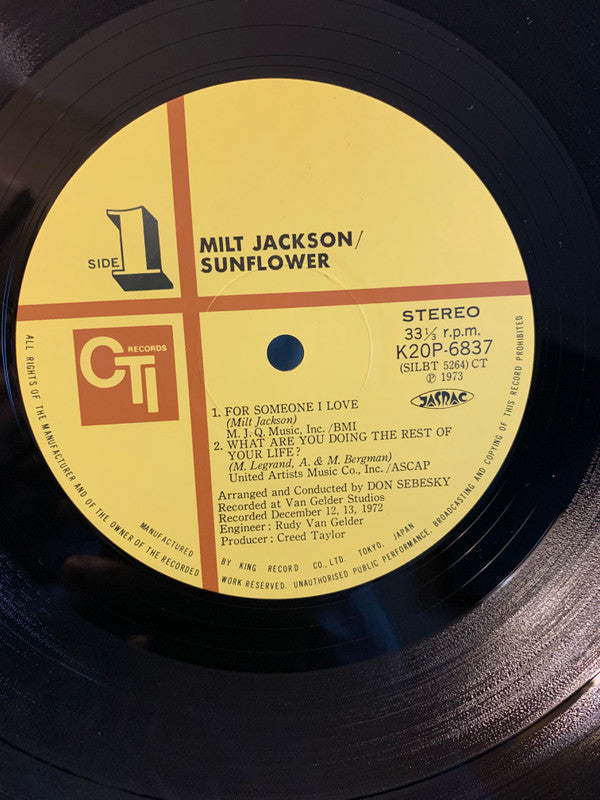 SIDE 1
MILT JACKSON/
SUNFLOWER
CTI RECORDS
STEREO
33⅓ r.p.m.
K20P-6837
(SILBT 5264) CT
℗ 1973
JASRAC
1. FOR SOMEONE I LOVE
(Milt Jackson)
M. J. Q. Music, Inc. /BMI
2. WHAT ARE YOU DOING THE REST OF
YOUR LIFE?
(M. Legrand, A. & M. Bergman)
United Artists Music Co., Inc. /ASCAP
Arranged and Conducted by DON SEBESKY
Recorded at Van Gelder Studios
Recorded December 12, 13, 1972
Engineer : Rudy Van Gelder
Producer : Creed Taylor
MANUFACTURED BY KING RECORD CO., LTD. TOKYO, JAPAN
ALL RIGHTS OF THE MANUFACTURER AND OF THE OWNER OF THE RECORDED WORK RESERVED. UNAUTHORISED PUBLIC PERFORMANCE, BROADCASTING AND COPYING OF THIS RECORD PROHIBITED